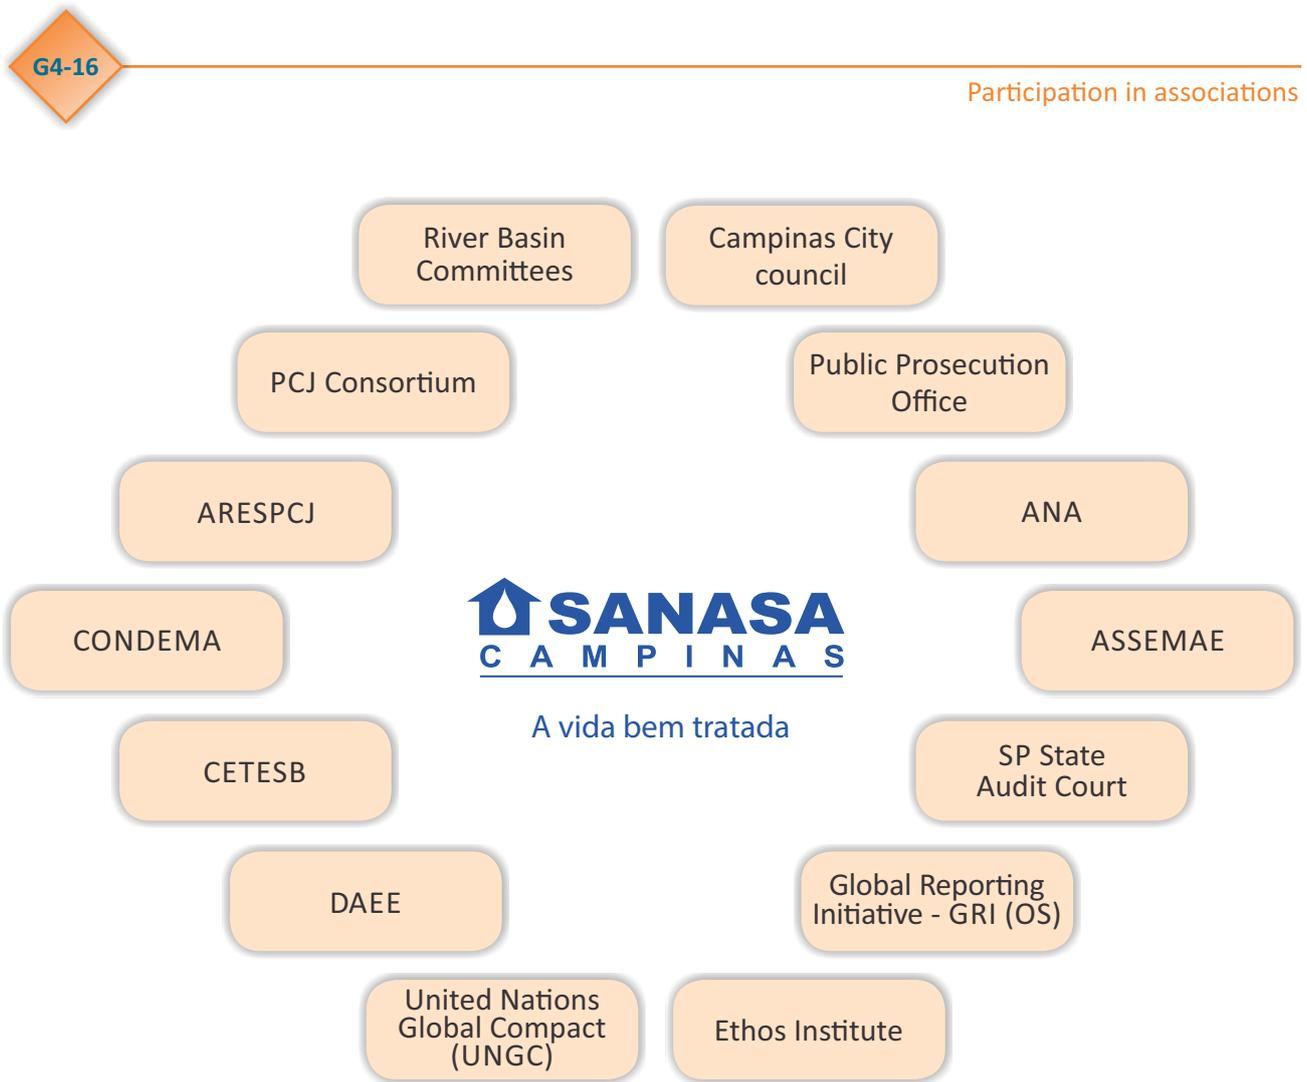 G4-16
Participation in associations
River Basin
Committees
Campinas City
council
PCJ Consortium
Public Prosecution
Office
ARESPCJ
ANA
CONDEMA
SANASA
CAMPINAS
A vida bem tratada
ASSEMAE
CETESB
SP State
Audit Court
DAEE
Global Reporting
Initiative - GRI (OS)
United Nations
Global Compact
(UNGC)
Ethos Institute